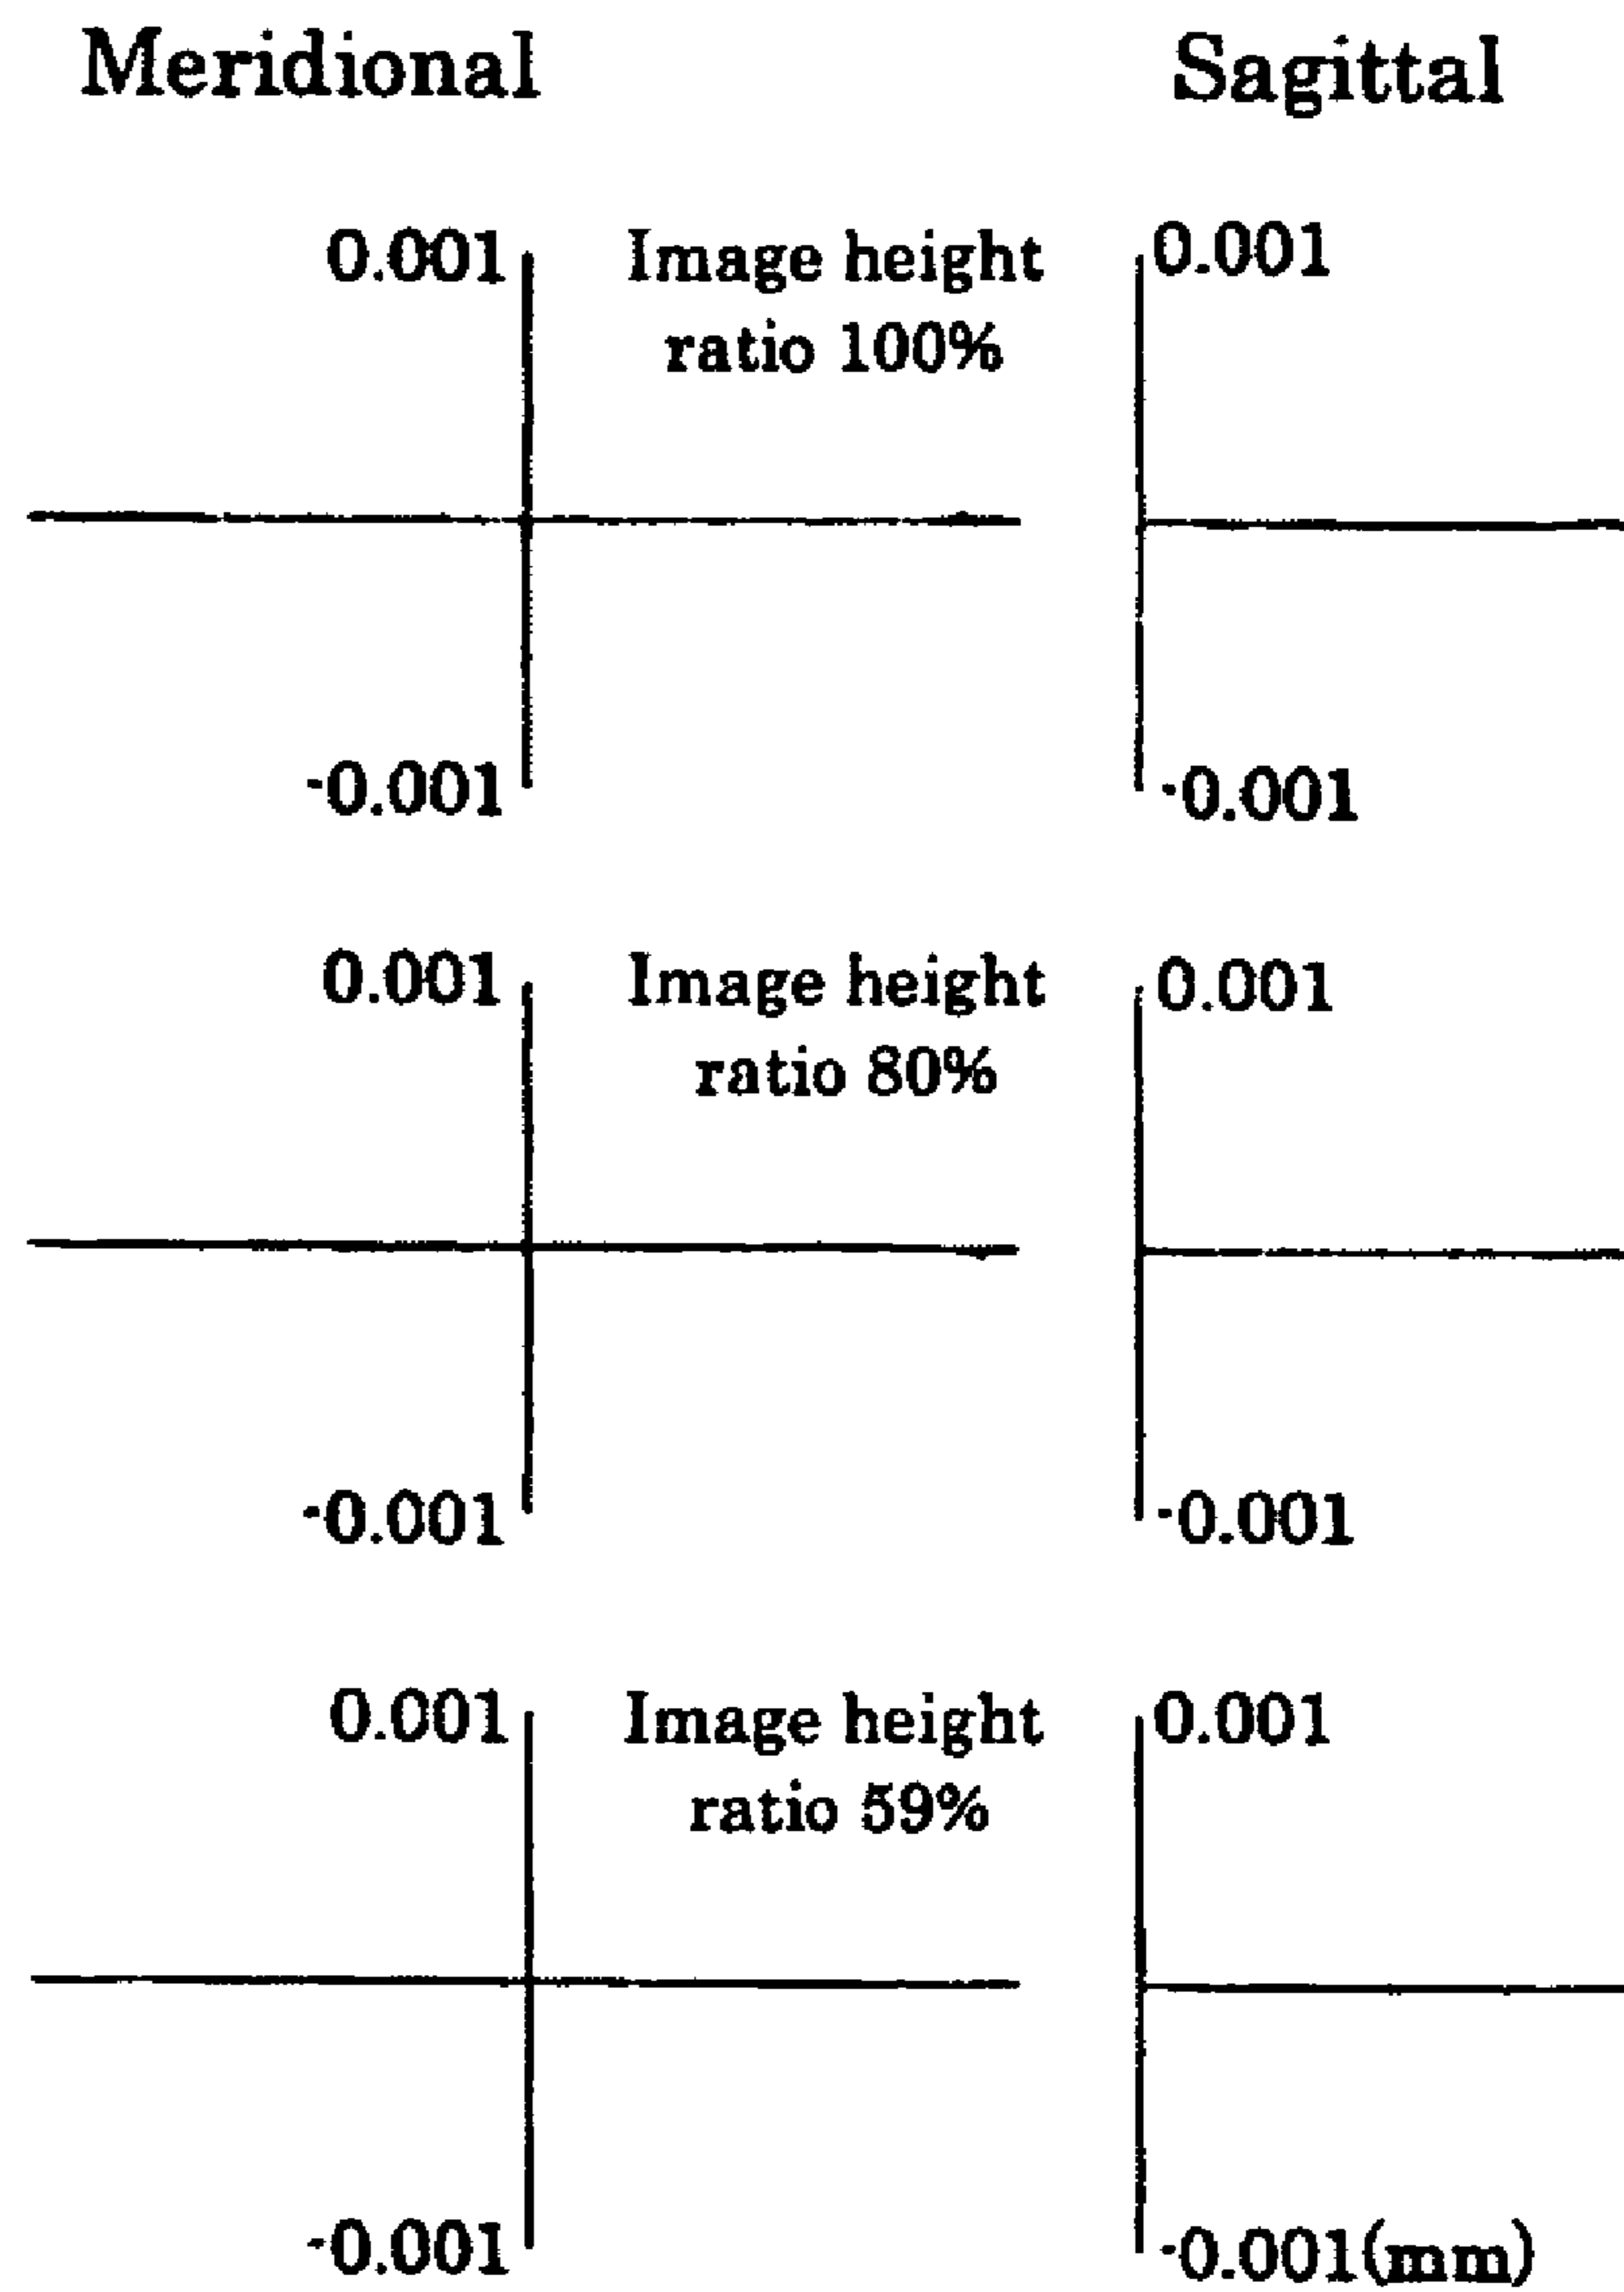 Meridional Sagittal
0.001 Image height 0.001
ratio 100%
-0.001 -0.001
0.001 Image height 0.001
ratio 80%
-0.001 -0.001
0.001 Image height 0.001
ratio 59%
-0.001 -0.001(mm)